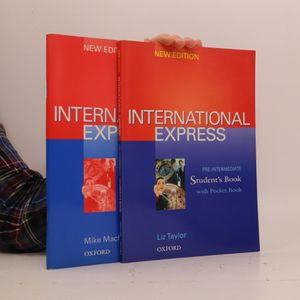 NEW EDITION
INTERNATIONAL
EXPRESS
Mike
OXFORD
NEW EDITION
INTERNATIONAL
EXPRESS
PRE-INTERMEDIATE
Student's Book
with Pocket Book
Liz Taylor
OXFORD